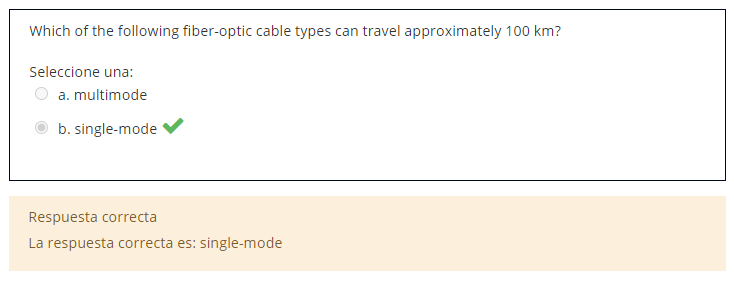 Which of the following fiber-optic cable types can travel approximately 100 km?
Seleccione una:
a. multimode
b. single-mode
Respuesta correcta
La respuesta correcta es: single-mode